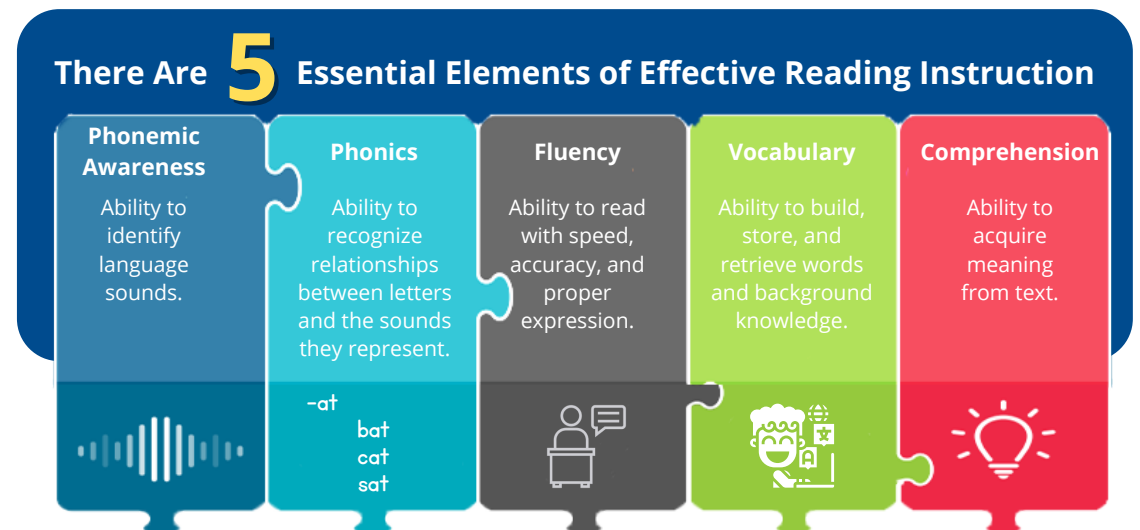 There Are 5 Essential Elements of Effective Reading Instruction
Phonemic
Awareness
Ability to
identify
language
sounds.
Phonics
Ability to
recognize
relationships
between letters
and the sounds
they represent.
-at
bat
cat
sat
Fluency
Ability to read
with speed,
accuracy, and
proper
expression.
Vocabulary
Ability to build,
store, and
retrieve words
and background
knowledge.
文
A
Comprehension
Ability to
acquire
meaning
from text.